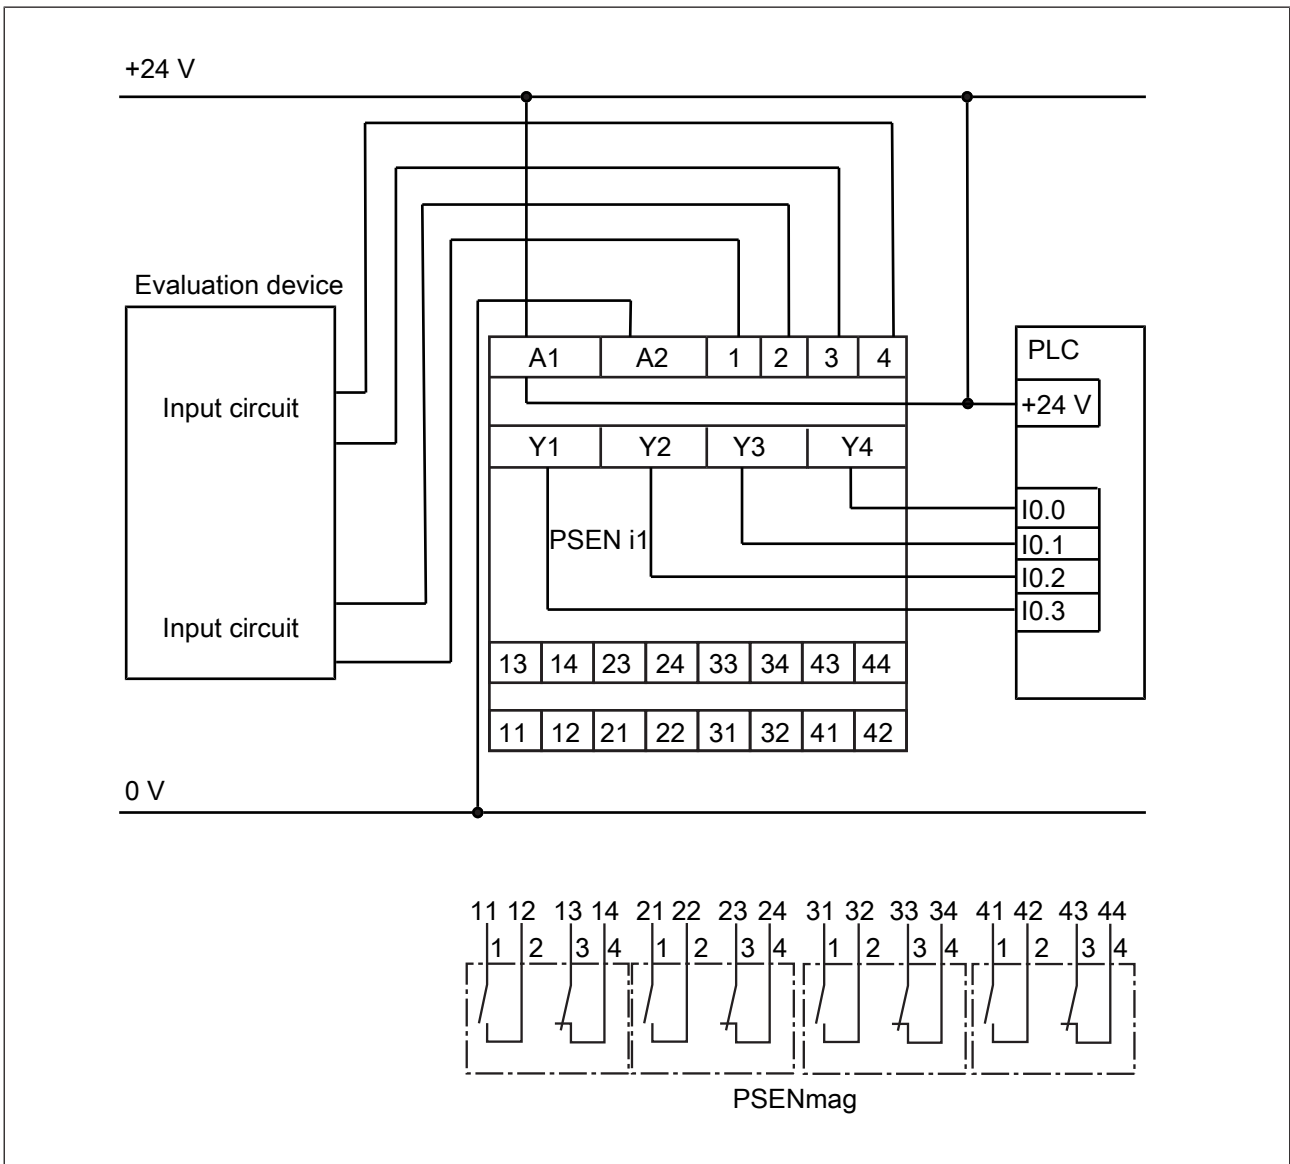 +24 V
Evaluation device
A1 A2 1 2 3 4
PLC
Input circuit
+24 V
Y1 Y2 Y3 Y4
I0.0
PSEN i1
I0.1
I0.2
I0.3
Input circuit
13 14 23 24 33 34 43 44
11 12 21 22 31 32 41 42
0 V
11 12 13 14 21 22 23 24 31 32 33 34 41 42 43 44
1 2 3 4 1 2 3 4 1 2 3 4 1 2 3 4
PSENmag